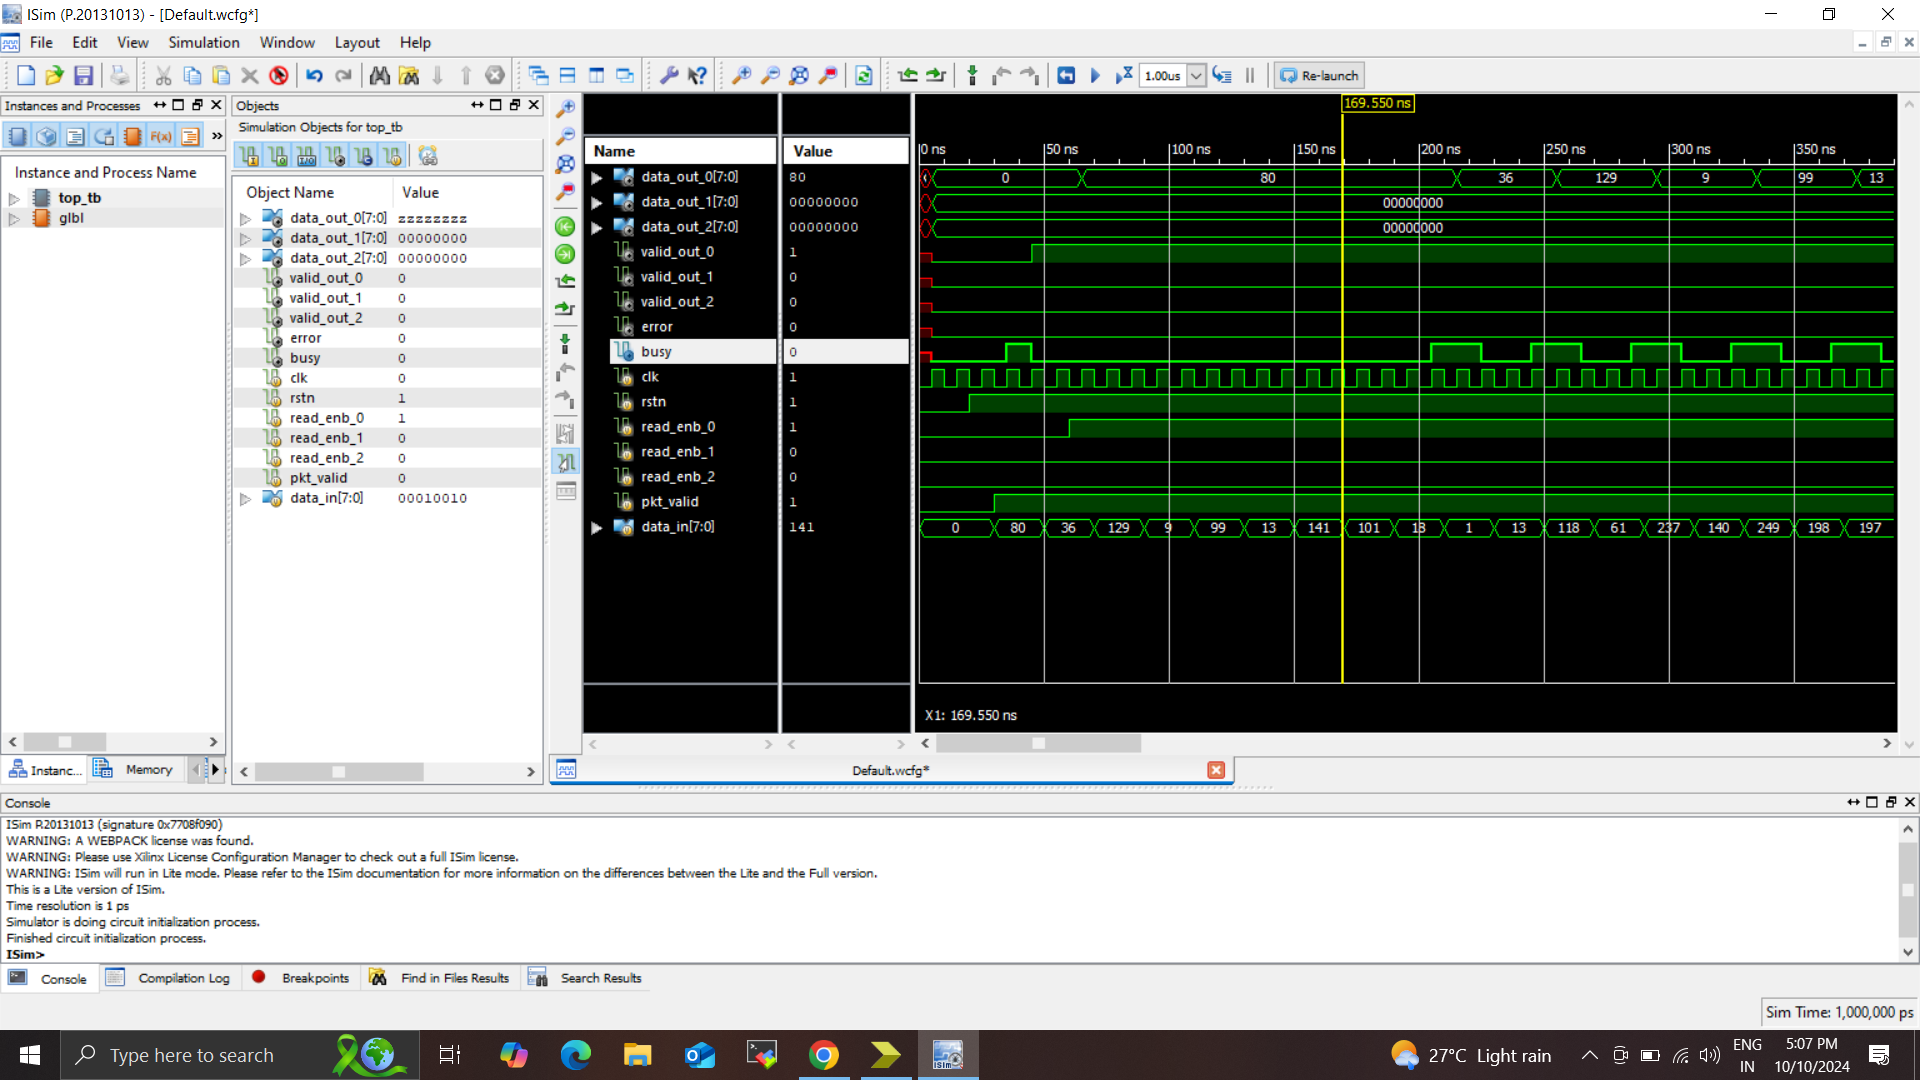 ISim (P.20131013) - [Default.wcfg*]
File Edit View Simulation Window Layout Help
1.00us Re-launch
Instances and Processes
Objects
Simulation Objects for top_tb
F(x) »
Instance and Process Name
top_tb
glbl
Object Name Value
data_out_0[7:0] zzzzzzzz
data_out_1[7:0] 00000000
data_out_2[7:0] 00000000
valid_out_0 0
valid_out_1 0
valid_out_2 0
error 0
busy 0
clk 0
rstn 1
read_enb_0 1
read_enb_1 0
read_enb_2 0
pkt_valid 0
data_in[7:0] 00010010
169.550 ns
Name Value
0 ns 50 ns 100 ns 150 ns 200 ns 250 ns 300 ns 350 ns
data_out_0[7:0] 80 0 80 36 129 9 99 13
data_out_1[7:0] 00000000 00000000
data_out_2[7:0] 00000000 00000000
valid_out_0 1
valid_out_1 0
valid_out_2 0
error 0
busy 0
clk 1
rstn 1
read_enb_0 1
read_enb_1 0
read_enb_2 0
pkt_valid 1
data_in[7:0] 141 0 80 36 129 9 99 13 141 101 18 1 13 118 61 237 140 249 198 197
X1: 169.550 ns
Instanc... Memory
Default.wcfg*
Console
ISim P.20131013 (signature 0x7708f090)
WARNING: A WEBPACK license was found.
WARNING: Please use Xilinx License Configuration Manager to check out a full ISim license.
WARNING: ISim will run in Lite mode. Please refer to the ISim documentation for more information on the differences between the Lite and the Full version.
This is a Lite version of ISim.
Time resolution is 1 ps
Simulator is doing circuit initialization process.
Finished circuit initialization process.
ISim>
Console Compilation Log Breakpoints Find in Files Results Search Results
Sim Time: 1,000,000 ps
Type here to search
ISim
27°C Light rain
ENG
IN
5:07 PM
10/10/2024